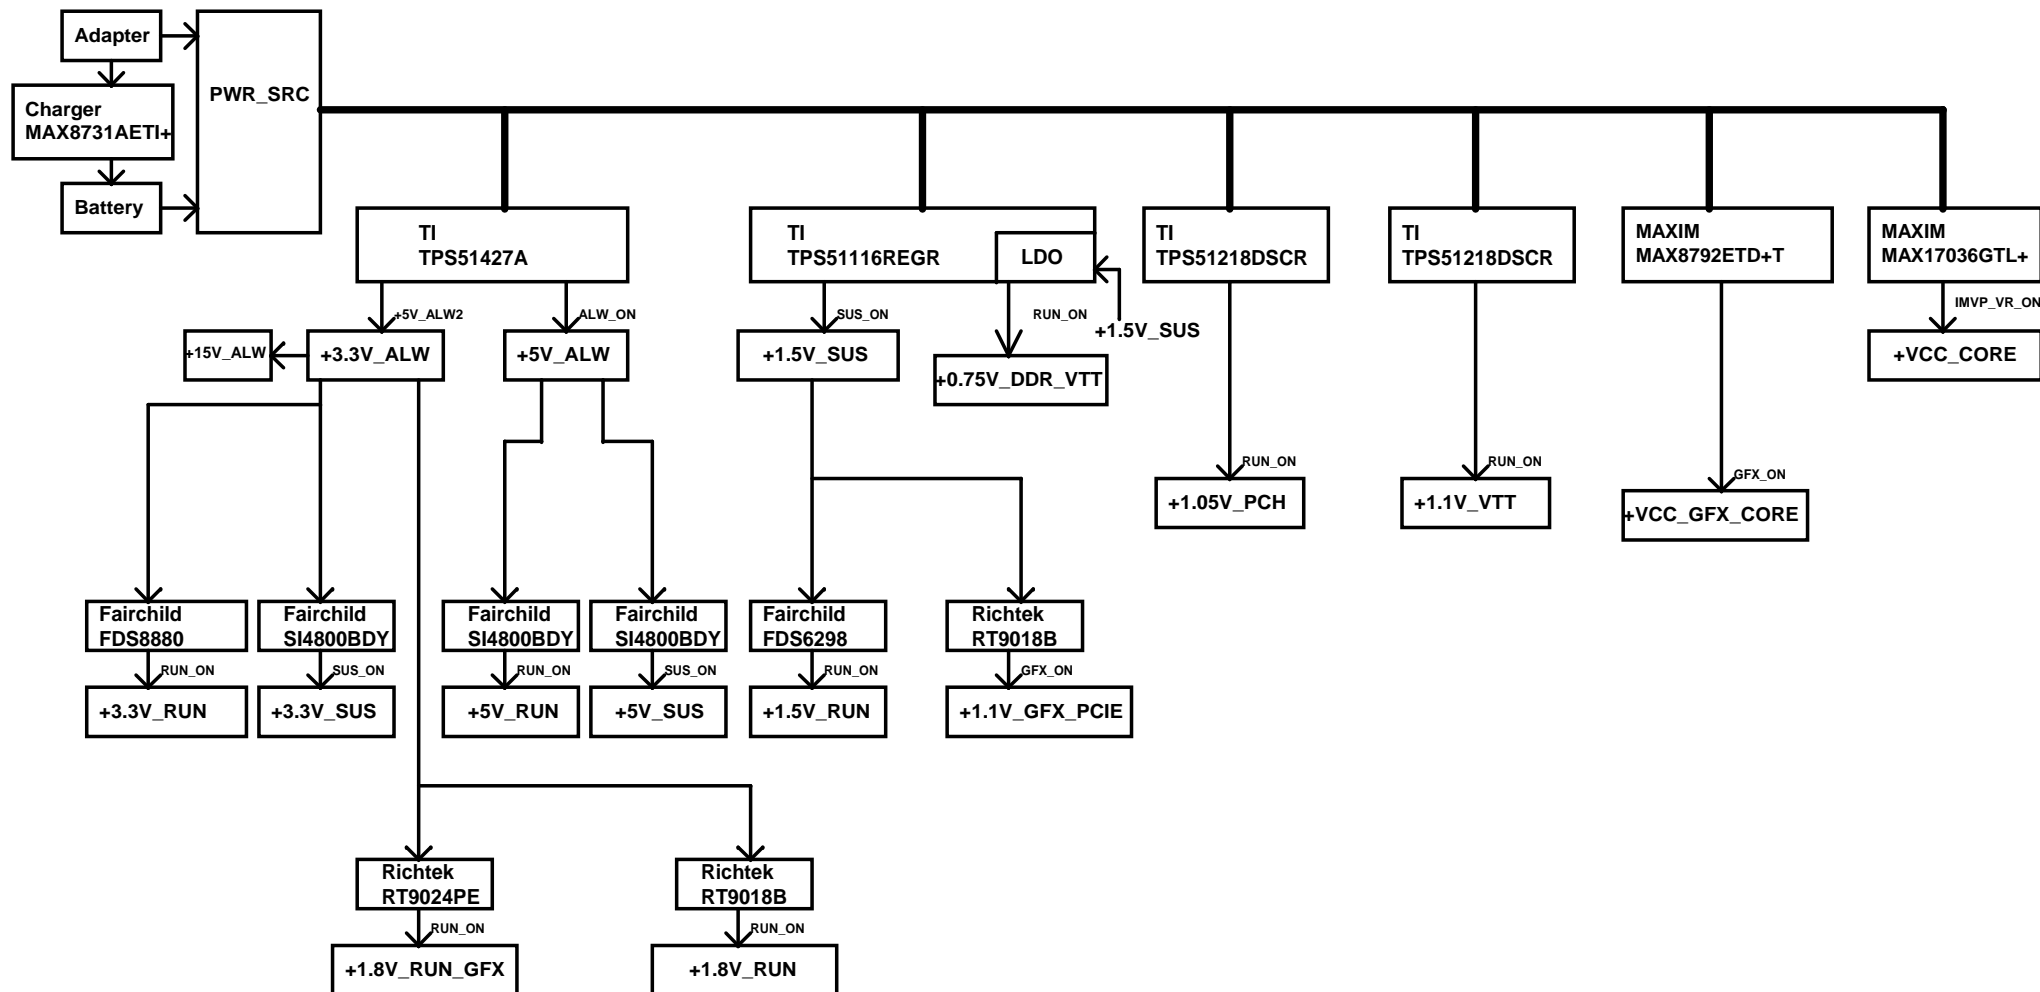 Adapter
Charger
MAX8731AETI+
Battery
PWR_SRC
TI
TPS51427A
TI
TPS51116REGR
LDO
TI
TPS51218DSCR
TI
TPS51218DSCR
MAXIM
MAX8792ETD+T
MAXIM
MAX17036GTL+
+5V_ALW2
ALW_ON
SUS_ON
RUN_ON
+1.5V_SUS
IMVP_VR_ON
+15V_ALW
+3.3V_ALW
+5V_ALW
+1.5V_SUS
+0.75V_DDR_VTT
+VCC_CORE
RUN_ON
RUN_ON
GFX_ON
+1.05V_PCH
+1.1V_VTT
+VCC_GFX_CORE
Fairchild
FDS8880
Fairchild
SI4800BDY
Fairchild
SI4800BDY
Fairchild
SI4800BDY
Fairchild
FDS6298
Richtek
RT9018B
RUN_ON
SUS_ON
RUN_ON
SUS_ON
RUN_ON
GFX_ON
+3.3V_RUN
+3.3V_SUS
+5V_RUN
+5V_SUS
+1.5V_RUN
+1.1V_GFX_PCIE
Richtek
RT9024PE
Richtek
RT9018B
RUN_ON
RUN_ON
+1.8V_RUN_GFX
+1.8V_RUN